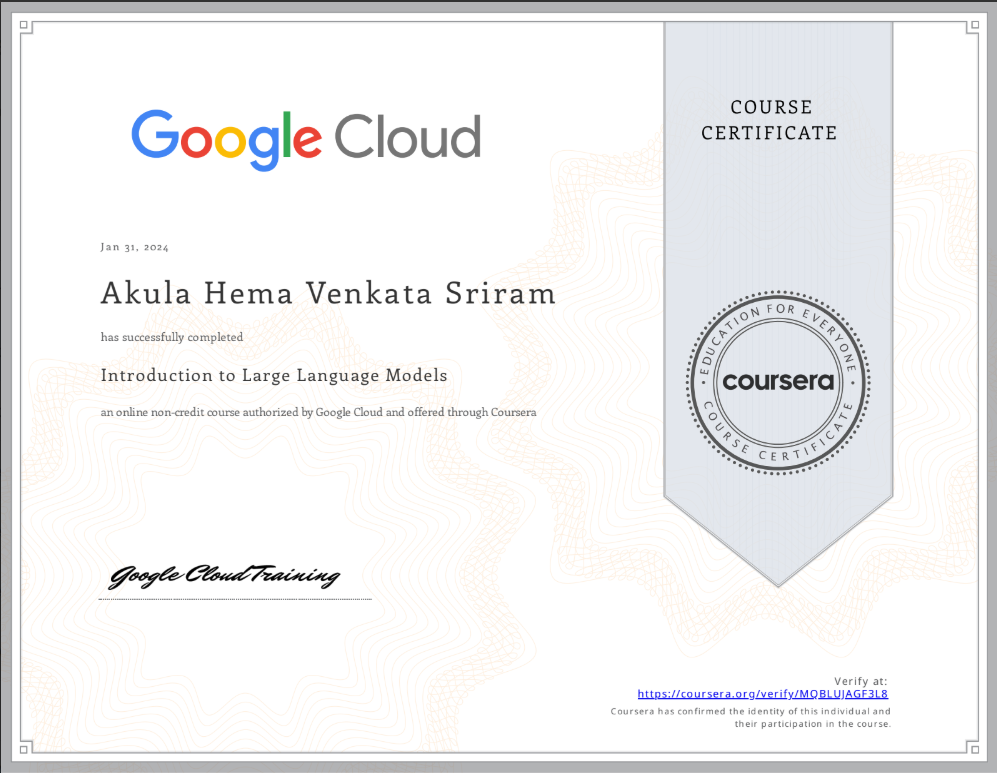 Google Cloud
COURSE
CERTIFICATE
Jan 31, 2024
Akula Hema Venkata Sriram
has successfully completed
Introduction to Large Language Models
an online non-credit course authorized by Google Cloud and offered through Coursera
EDUCATION FOR EVERYONE
coursera
COURSE CERTIFICATE
Google Cloud Training
Verify at:
https://coursera.org/verify/MQBLUJAGF3L8
Coursera has confirmed the identity of this individual and
their participation in the course.